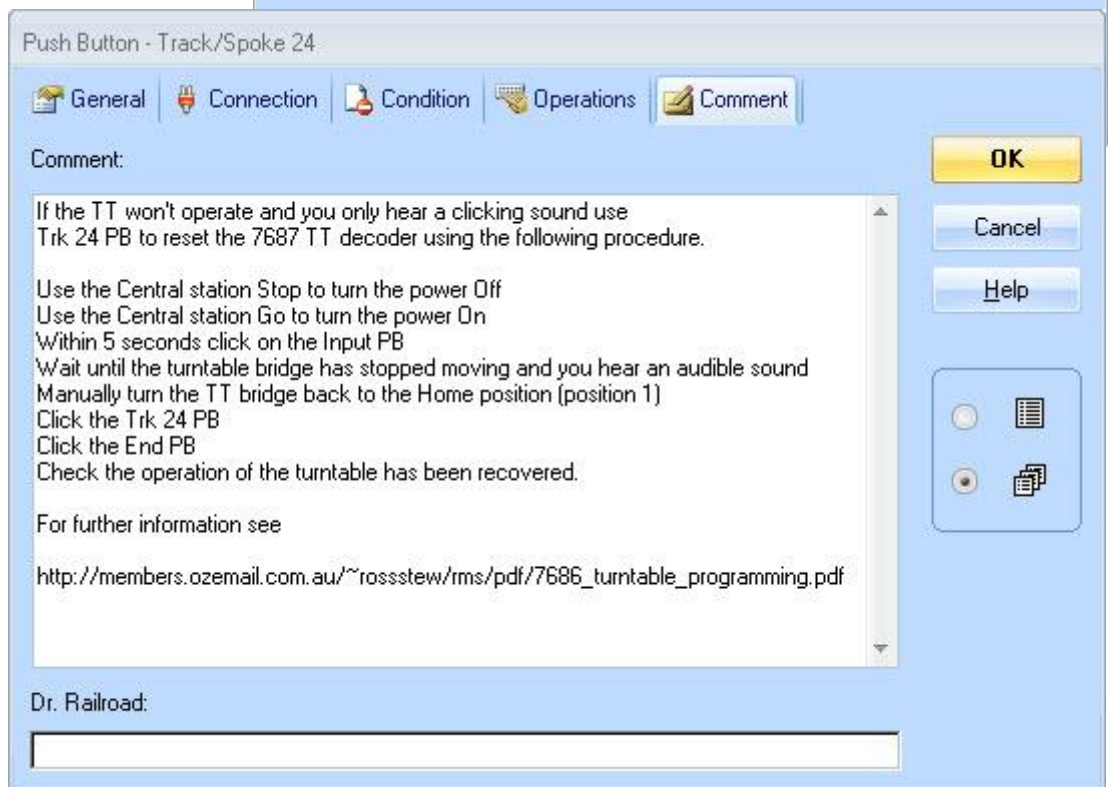 Push Button - Track/Spoke 24
General Connection Condition Operations Comment
Comment:
OK
Cancel
Help
If the TT won't operate and you only hear a clicking sound use
Trk 24 PB to reset the 7687 TT decoder using the following procedure.
Use the Central station Stop to turn the power Off
Use the Central station Go to turn the power On
Within 5 seconds click on the Input PB
Wait until the turntable bridge has stopped moving and you hear an audible sound
Manually turn the TT bridge back to the Home position (position 1)
Click the Trk 24 PB
Click the End PB
Check the operation of the turntable has been recovered.
For further information see
http://members.ozemail.com.au/~rossstew/rms/pdf/7686_turntable_programming.pdf
Dr. Railroad: